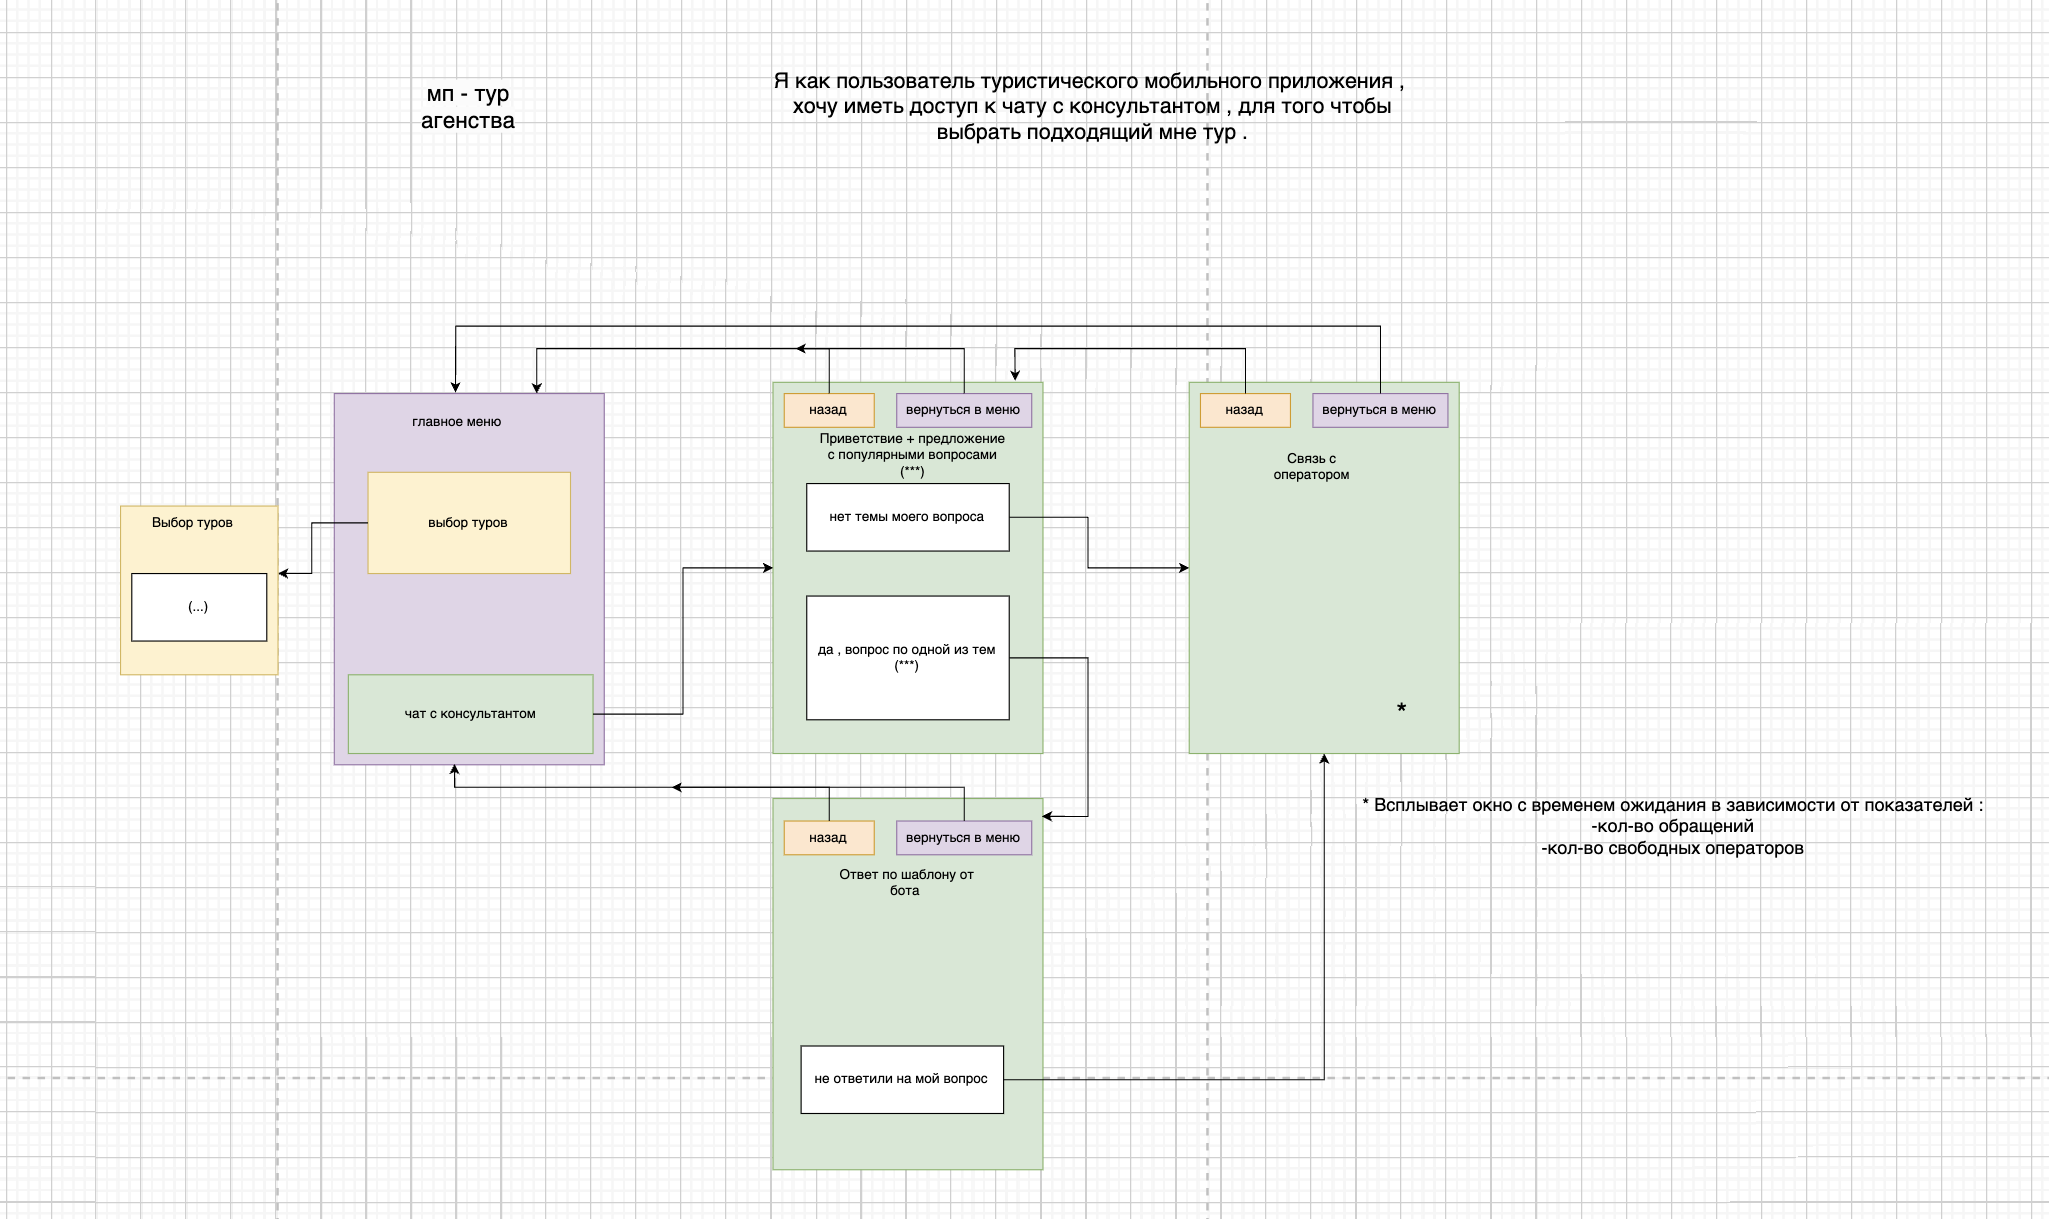 мп - тур
агенства
Я как пользователь туристического мобильного приложения ,
хочу иметь доступ к чату с консультантом , для того чтобы
выбрать подходящий мне тур .
Выбор туров
(...)
главное меню
выбор туров
чат с консультантом
назад
вернуться в меню
Приветствие + предложение
с популярными вопросами
(***)
нет темы моего вопроса
да , вопрос по одной из тем
(***)
назад
вернуться в меню
Связь с
оператором
*
* Всплывает окно с временем ожидания в зависимости от показателей :
-кол-во обращений
-кол-во свободных операторов
назад
вернуться в меню
Ответ по шаблону от
бота
не ответили на мой вопрос